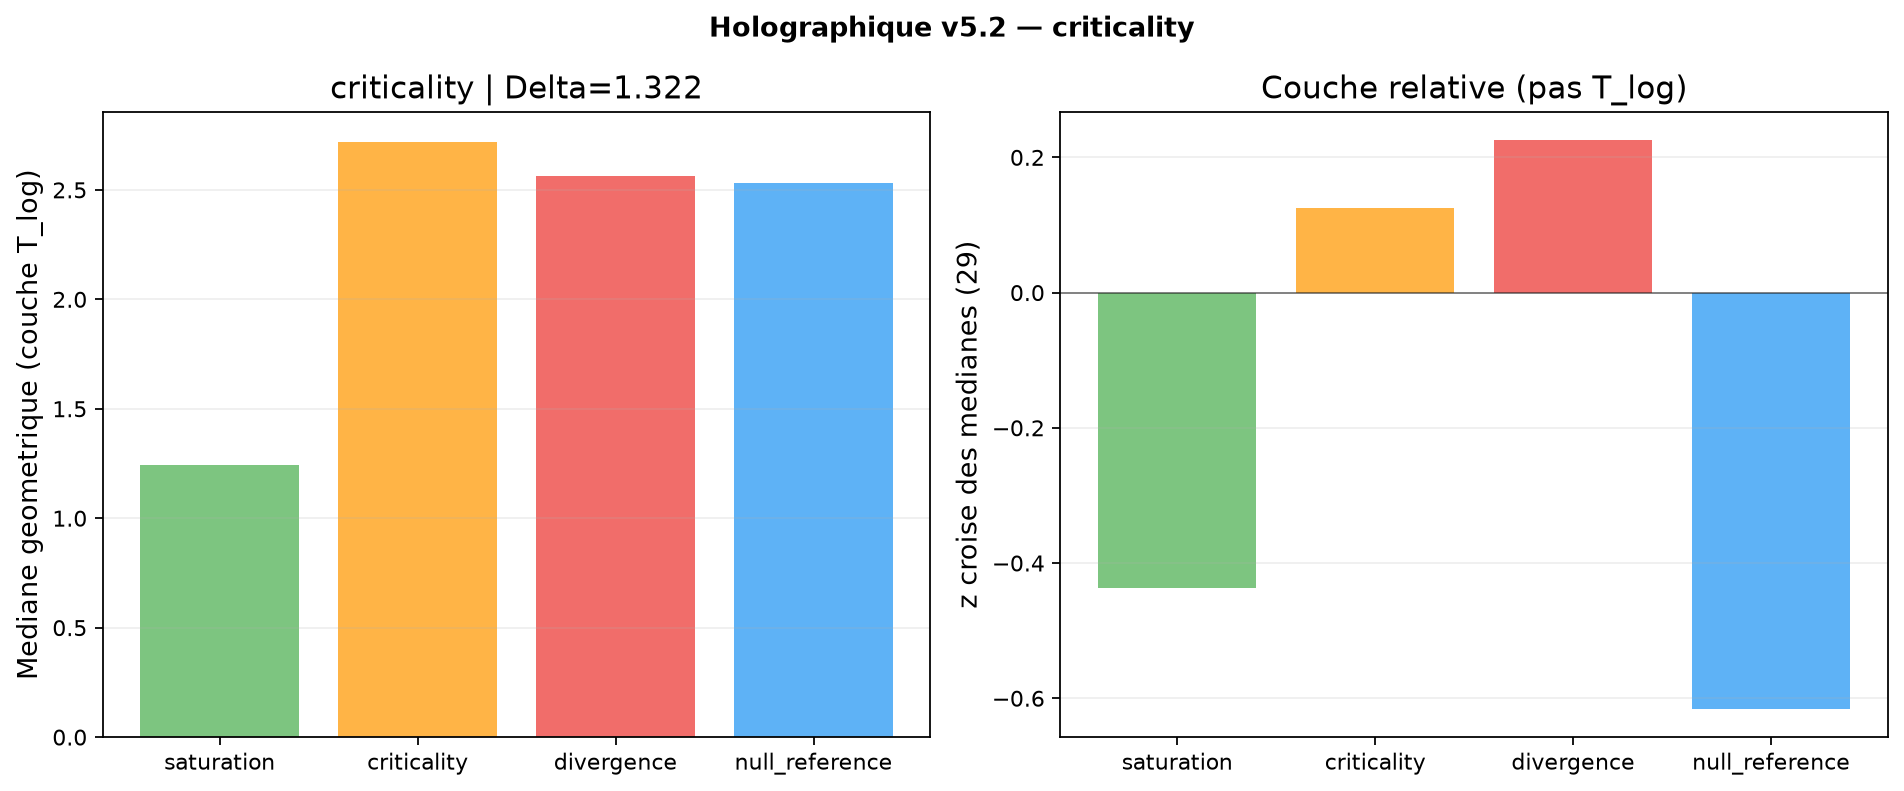 Holographique v5.2 — criticality
criticality | Delta=1.322
Mediane geometrique (couche T_log)
2.5
2.0
1.5
1.0
0.5
0.0
saturation
criticality
divergence
null_reference
Couche relative (pas T_log)
z croise des medianes (29)
0.2
0.0
−0.2
−0.4
−0.6
saturation
criticality
divergence
null_reference